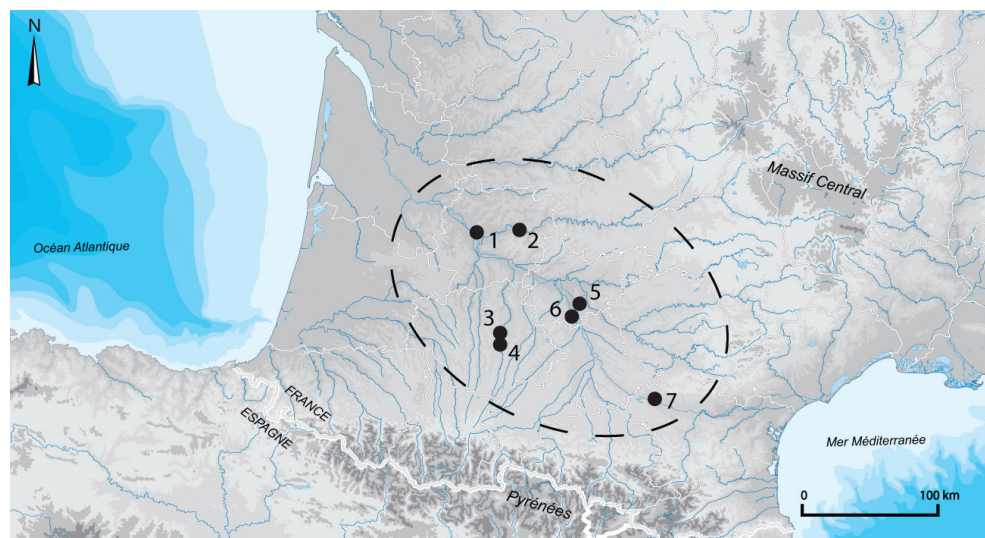 N
Massif Central
Océan Atlantique
1
2
5
6
3
4
7
FRANCE
ESPAGNE
Mer Méditerranée
Pyrénées
0
100 km